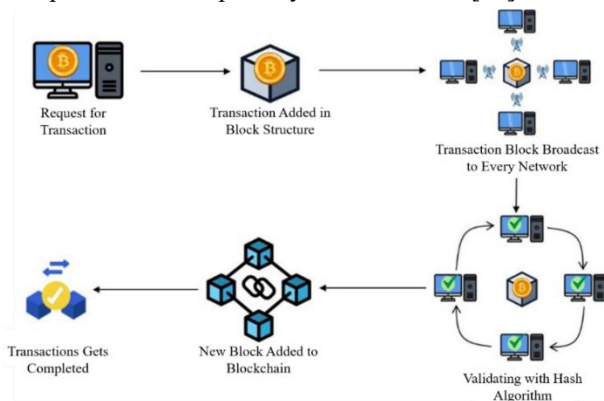 Request for
Transaction
Transaction Added in
Block Structure
Transaction Block Broadcast
to Every Network
Transactions Gets
Completed
New Block Added to
Blockchain
Validating with Hash
Algorithm